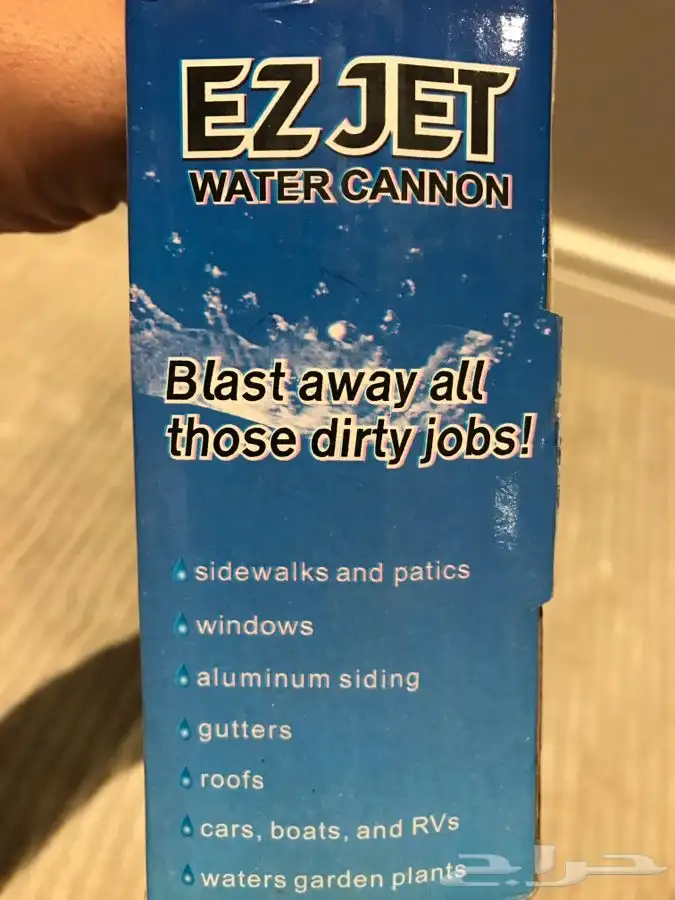 EZ JET
WATER CANNON
Blast away all
those dirty jobs!
sidewalks and patics
windows
aluminum siding
gutters
roofs
cars, boats, and RVs
waters garden plants
حراج